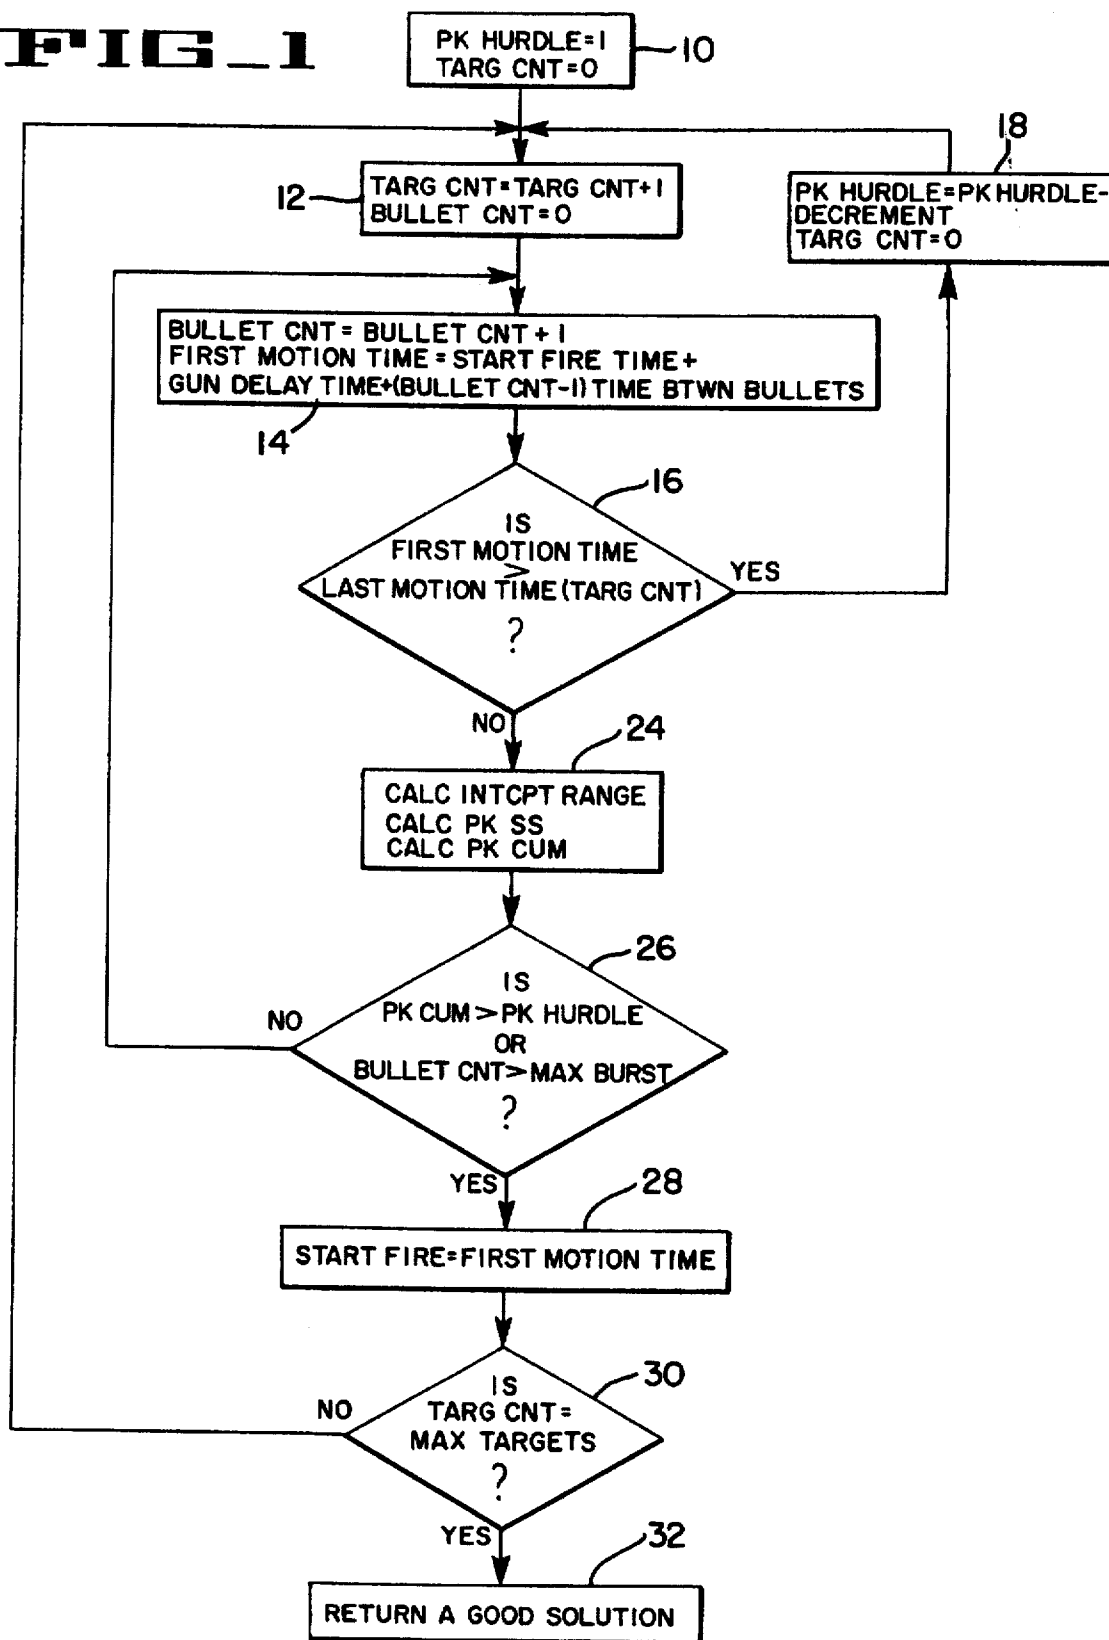 FIG_1
PK HURDLE=1
TARG CNT=0
10
18
12
TARG CNT=TARG CNT+1
BULLET CNT=0
PK HURDLE=PK HURDLE-
DECREMENT
TARG CNT=0
BULLET CNT= BULLET CNT+1
FIRST MOTION TIME=START FIRE TIME+
GUN DELAY TIME+(BULLET CNT-1) TIME BTWN BULLETS
14
16
IS
FIRST MOTION TIME
>
LAST MOTION TIME (TARG CNT)
?
YES
NO
24
CALC INTCPT RANGE
CALC PK SS
CALC PK CUM
26
IS
PK CUM>PK HURDLE
OR
BULLET CNT>MAX BURST
?
NO
YES
28
START FIRE=FIRST MOTION TIME
30
IS
TARG CNT=
MAX TARGETS
?
NO
YES
32
RETURN A GOOD SOLUTION